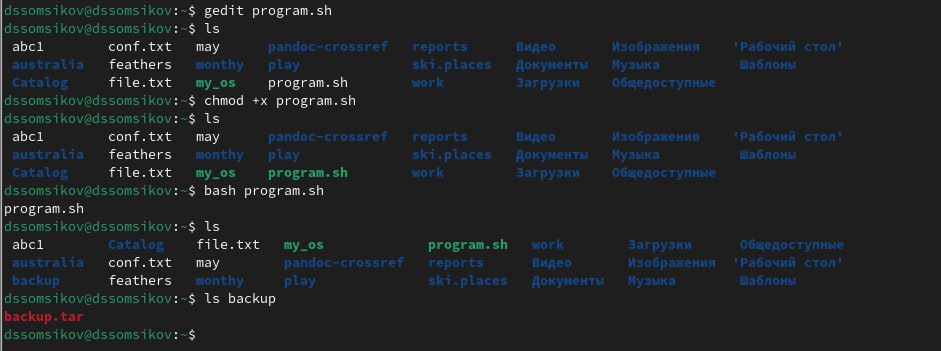 dssomsikov@dssomsikov:~$ gedit program.sh
dssomsikov@dssomsikov:~$ ls
abc1 conf.txt may pandoc-crossref reports Видео Изображения 'Рабочий стол'
australia feathers monthy play ski.places Документы Музыка Шаблоны
Catalog file.txt my_os program.sh work Загрузки Общедоступные
dssomsikov@dssomsikov:~$ chmod +x program.sh
dssomsikov@dssomsikov:~$ ls
abc1 conf.txt may pandoc-crossref reports Видео Изображения 'Рабочий стол'
australia feathers monthy play ski.places Документы Музыка Шаблоны
Catalog file.txt my_os program.sh work Загрузки Общедоступные
dssomsikov@dssomsikov:~$ bash program.sh
program.sh
dssomsikov@dssomsikov:~$ ls
abc1 Catalog file.txt my_os program.sh work Загрузки Общедоступные
australia conf.txt may pandoc-crossref reports Видео Изображения 'Рабочий стол'
backup feathers monthy play ski.places Документы Музыка Шаблоны
dssomsikov@dssomsikov:~$ ls backup
backup.tar
dssomsikov@dssomsikov:~$